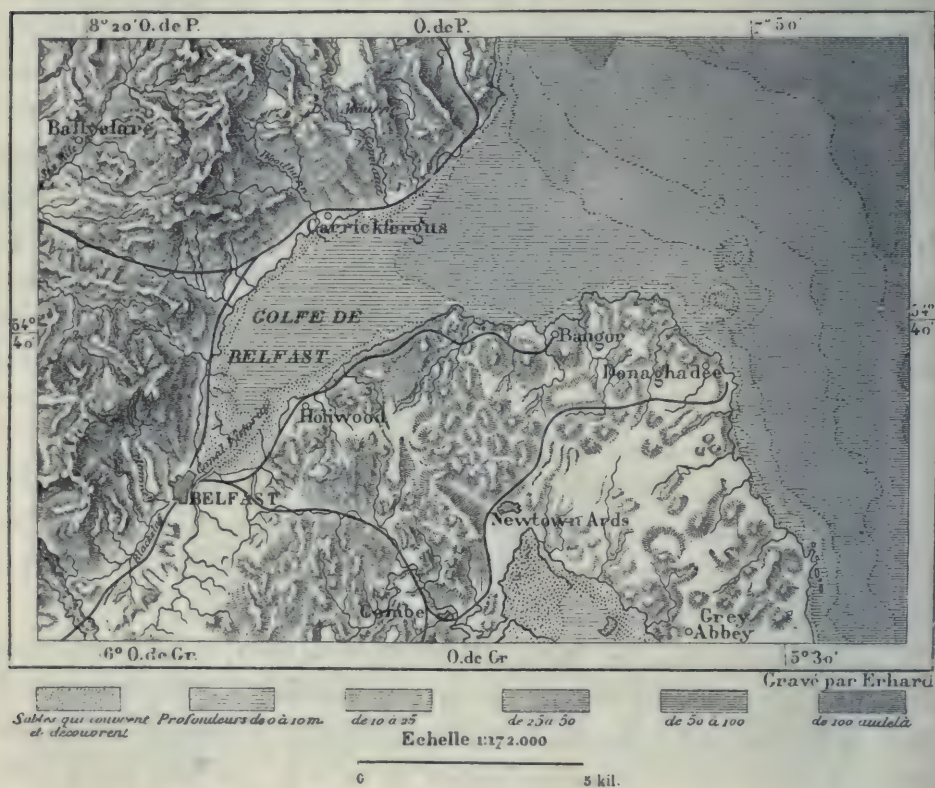 8° 20' O. de P. O. de P. 7° 50'
Ballyclare
Carrickfergus
54° 40' 54° 40'
GOLFE DE
BELFAST
Bangor
Donaghadee
Holiwood
Canal Victoria
BELFAST
Newtown Ards
Combe
Grey
Abbey
6° O. de Gr. O. de Gr 5° 30'
Gravé par Erhard
Sables qui couvrent et découvrent
Profondeurs de 0 à 10 m.
de 10 à 25
de 25 à 50
de 50 à 100
de 100 au delà
Echelle 1:172.000
0 5 kil.